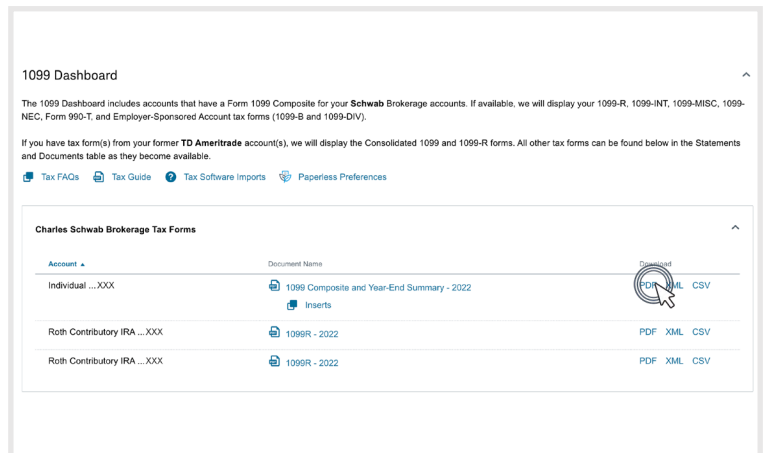 1099 Dashboard
The 1099 Dashboard includes accounts that have a Form 1099 Composite for your Schwab Brokerage accounts. If available, we will display your 1099-R, 1099-INT, 1099-MISC, 1099-
NEC, Form 990-T, and Employer-Sponsored Account tax forms (1099-B and 1099-DIV).
If you have tax form(s) from your former TD Ameritrade account(s), we will display the Consolidated 1099 and 1099-R forms. All other tax forms can be found below in the Statements
and Documents table as they become available.
Tax FAQs Tax Guide Tax Software Imports Paperless Preferences
Charles Schwab Brokerage Tax Forms
Account Document Name Download
Individual ...XXX 1099 Composite and Year-End Summary - 2022 PDF XML CSV
Inserts
Roth Contributory IRA ...XXX 1099R - 2022 PDF XML CSV
Roth Contributory IRA ...XXX 1099R - 2022 PDF XML CSV